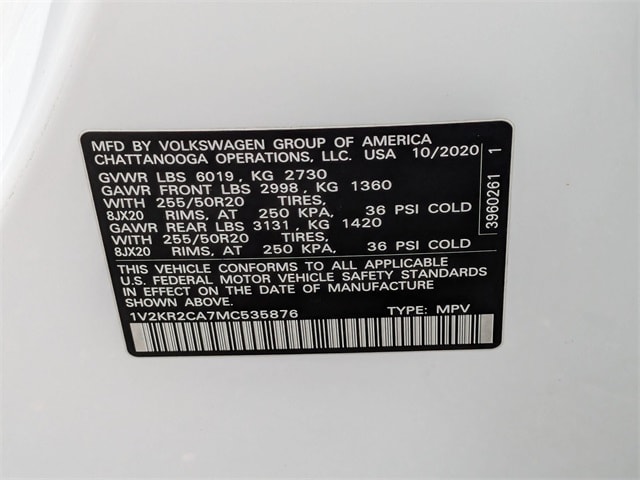 MFD BY VOLKSWAGEN GROUP OF AMERICA
CHATTANOOGA OPERATIONS, LLC. USA 10/2020
GVWR LBS 6019, KG 2730
GAWR FRONT LBS 2998, KG 1360
WITH 255/50R20 TIRES,
8JX20 RIMS, AT 250 KPA, 36 PSI COLD
GAWR REAR LBS 3131, KG 1420
WITH 255/50R20 TIRES,
8JX20 RIMS, AT 250 KPA, 36 PSI COLD
THIS VEHICLE CONFORMS TO ALL APPLICABLE
U.S. FEDERAL MOTOR VEHICLE SAFETY STANDARDS
IN EFFECT ON THE DATE OF MANUFACTURE
SHOWN ABOVE.
1V2KR2CA7MC535876 TYPE: MPV
3960261 1